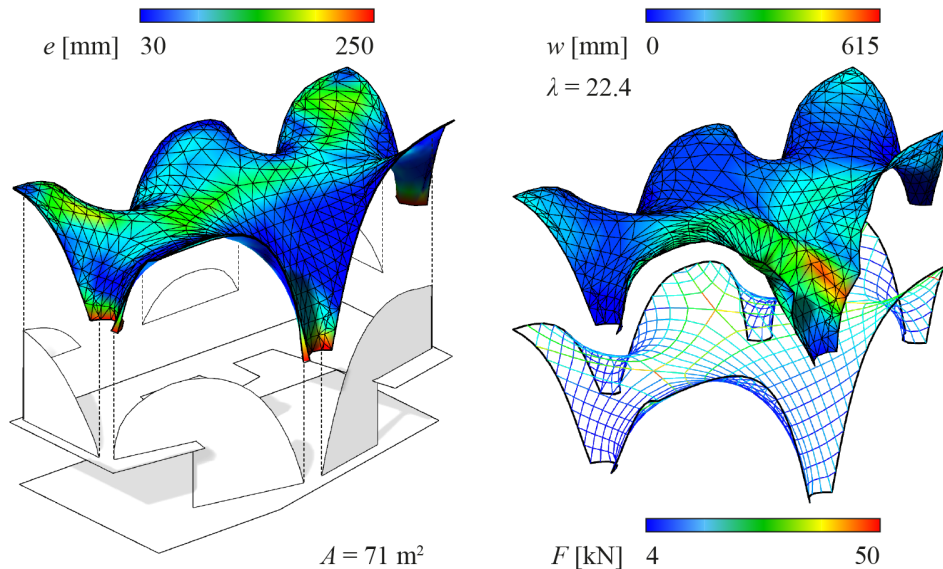 e [mm]
30
250
w [mm]
0
615
λ = 22.4
A = 71 m²
F [kN]
4
50